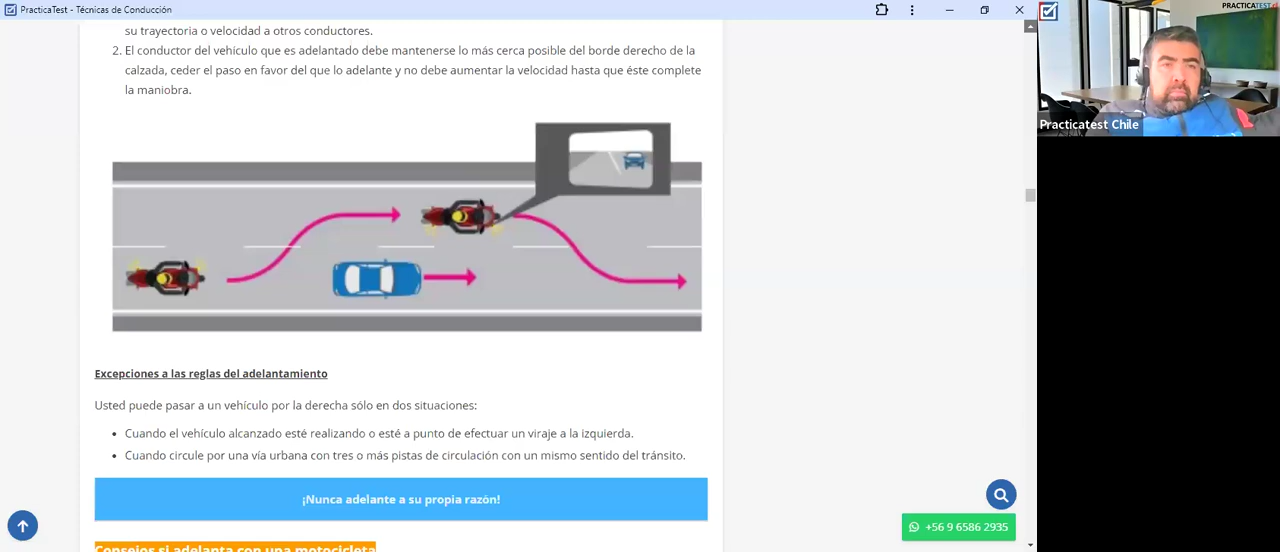 PracticaTest - Técnicas de Conducción
PRACTICATEST.cl
su trayectoria o velocidad a otros conductores.
2. El conductor del vehículo que es adelantado debe mantenerse lo más cerca posible del borde derecho de la
calzada, ceder el paso en favor del que lo adelante y no debe aumentar la velocidad hasta que éste complete
la maniobra.
Practicatest Chile
Excepciones a las reglas del adelantamiento
Usted puede pasar a un vehículo por la derecha sólo en dos situaciones:
• Cuando el vehículo alcanzado esté realizando o esté a punto de efectuar un viraje a la izquierda.
• Cuando circule por una vía urbana con tres o más pistas de circulación con un mismo sentido del tránsito.
¡Nunca adelante a su propia razón!
+56 9 6586 2935
Consejos si adelanta con una motocicleta